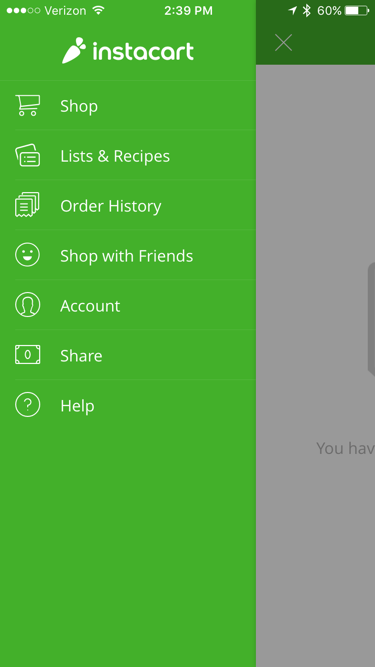 Verizon 2:39 PM 60%
instacart
Shop
Lists & Recipes
Order History
Shop with Friends
Account
0
Share
?
Help
You hav